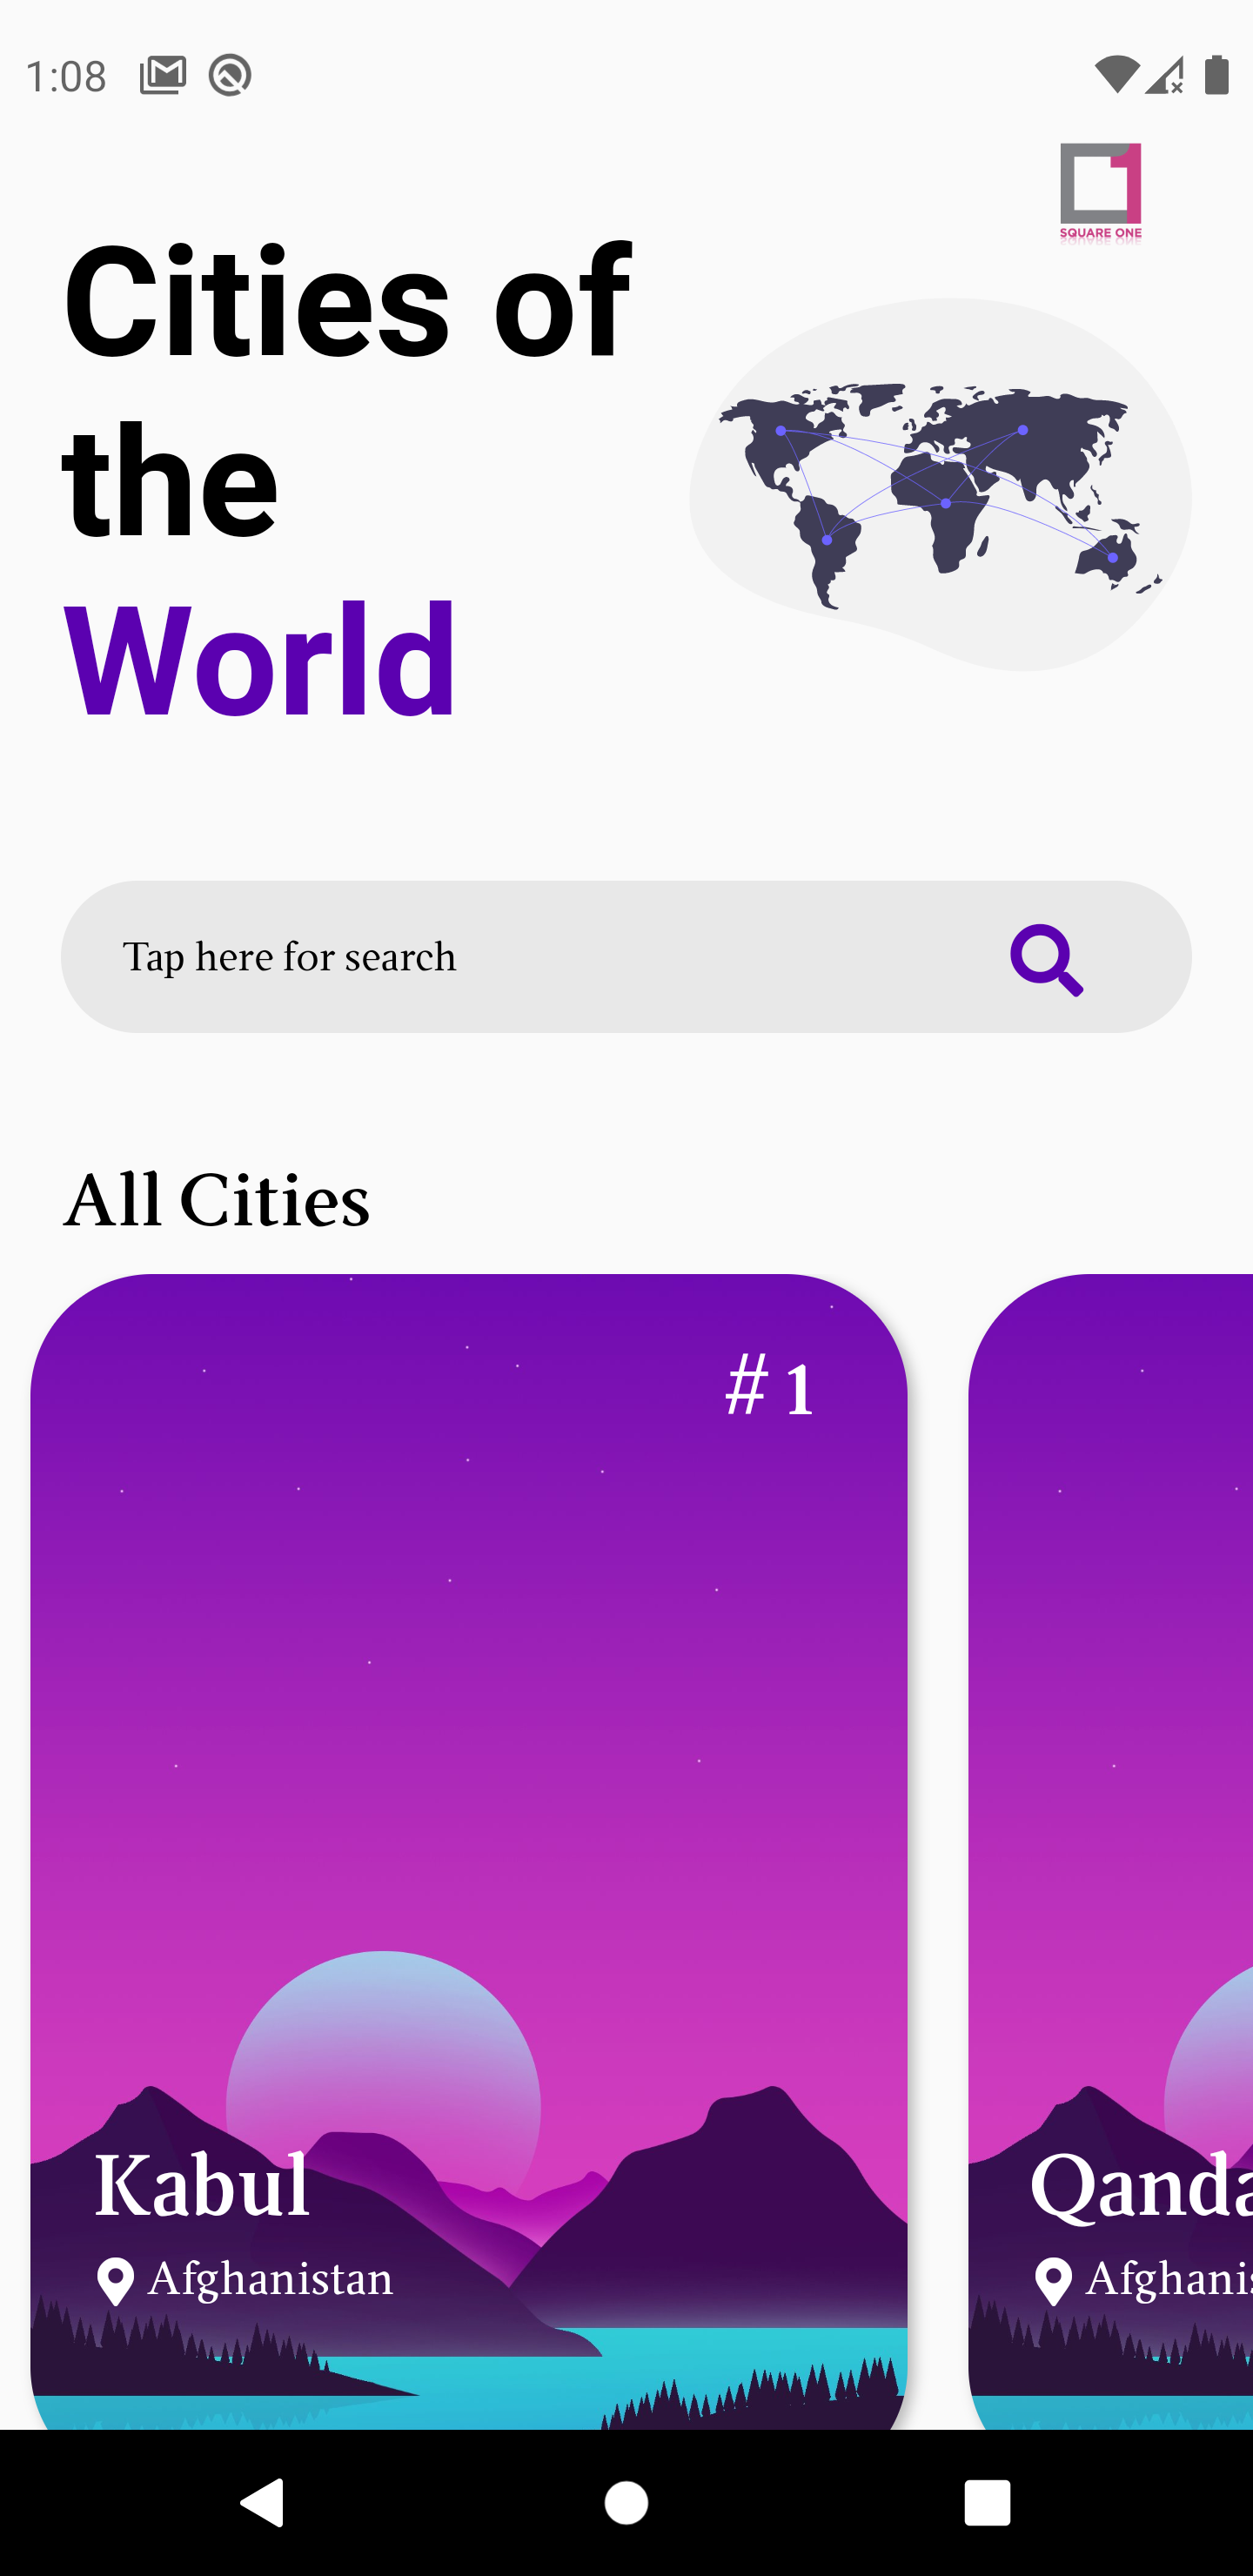 1:08
SQUARE ONE
Cities of
the
World
Tap here for search
All Cities
# 1
Kabul
Afghanistan
Qanda
Afghanis